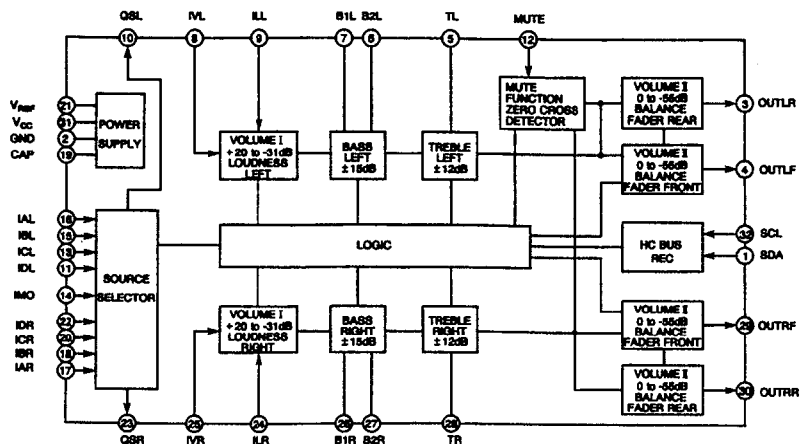 QSL IVL ILL B1L B2L TL MUTE
10 8 9 7 6 5 12
VREF 21
VCC 31
GND 2
CAP 19
POWER
SUPPLY
MUTE
FUNCTION
ZERO CROSS
DETECTOR
VOLUME II
0 to -55dB
BALANCE
FADER REAR
3 OUTLR
VOLUME I
+20 to -31dB
LOUDNESS
LEFT
BASS
LEFT
±15dB
TREBLE
LEFT
±12dB
VOLUME II
0 to -55dB
BALANCE
FADER FRONT
4 OUTLF
IAL 16
IBL 15
ICL 13
IDL 11
IMO 14
IDR 22
ICR 20
IBR 18
IAR 17
SOURCE
SELECTOR
LOGIC
HC BUS
REC
32 SCL
1 SDA
VOLUME I
+20 to -31dB
LOUDNESS
RIGHT
BASS
RIGHT
±15dB
TREBLE
RIGHT
±12dB
VOLUME II
0 to -55dB
BALANCE
FADER FRONT
29 OUTRF
VOLUME II
0 to -55dB
BALANCE
FADER REAR
30 OUTRR
23 25 24 26 27 28
QSR IVR ILR B1R B2R TR